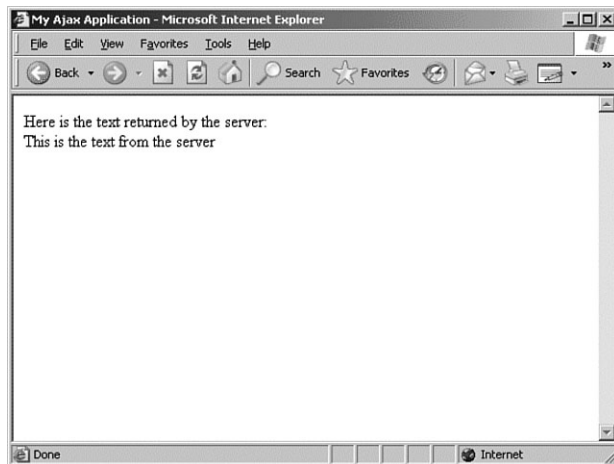 My Ajax Application - Microsoft Internet Explorer
File Edit View Favorites Tools Help
Back Search Favorites »
Here is the text returned by the server:
This is the text from the server
Done Internet